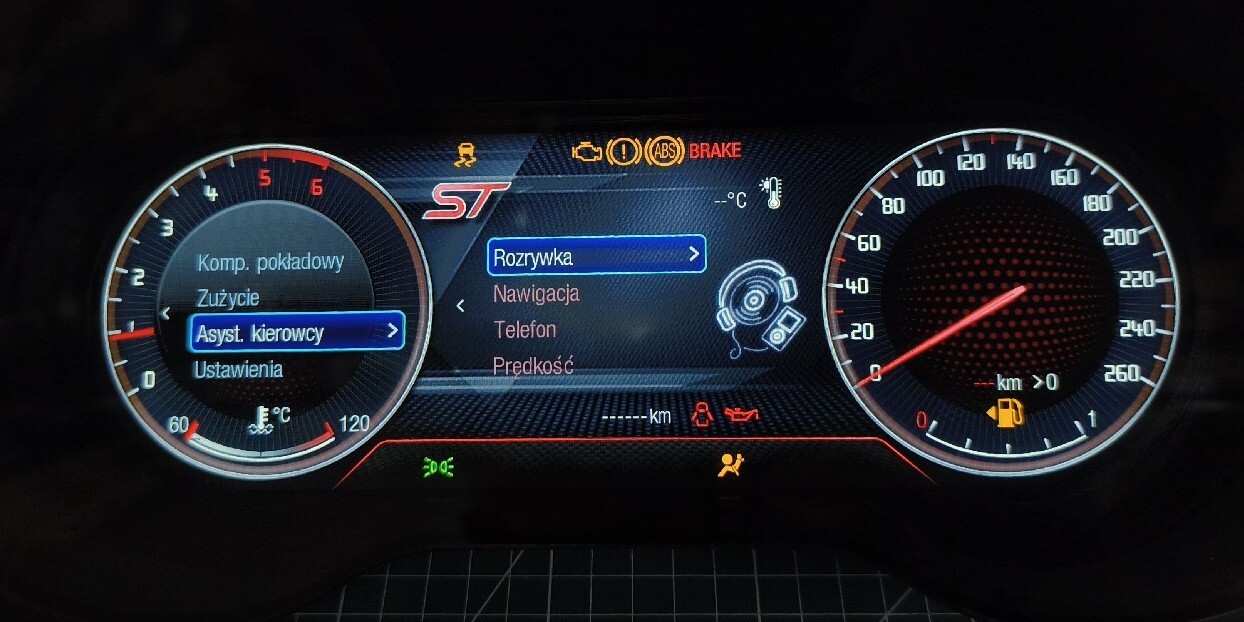 BRAKE
ABS
ST
--°C
Komp. pokładowy
Zużycie
Asyst. kierowcy >
Ustawienia
Rozrywka >
Nawigacja
Telefon
Prędkość
0
1
2
3
4
5
6
60
°C
120
------km
0
20
40
60
80
100
120
140
160
180
200
220
240
260
---km >0
0
1